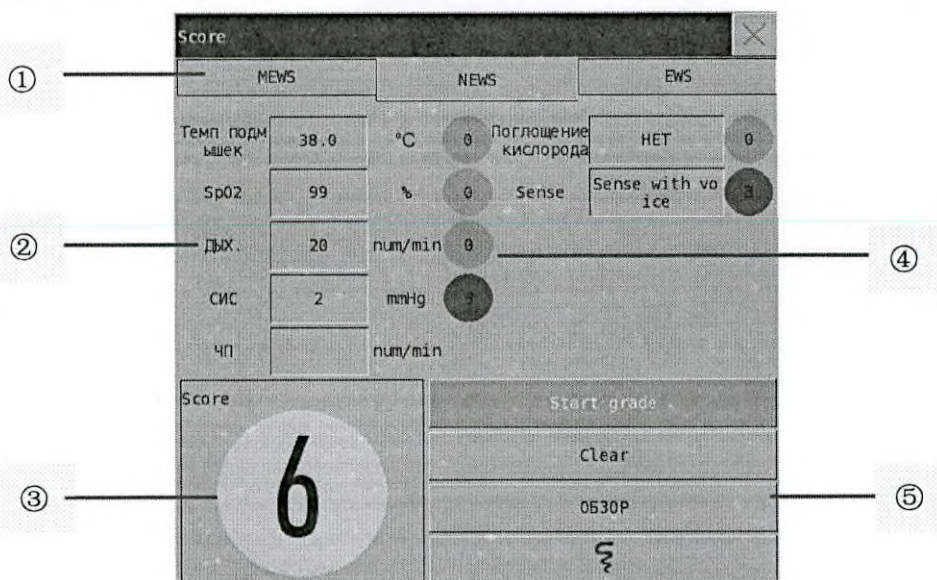 Score
① MEWS NEWS EWS
Темп подм
ышек 38.0 °C 0 Поглощение
кислорода НЕТ 0
SpO2 99 % 0 Sense Sense with vo
ice 3
② ДЫХ. 20 num/min 0 ④
СИС 2 mmHg 3
ЧП num/min
Score
Start grade
Clear
③ 6 ОБЗОР ⑤